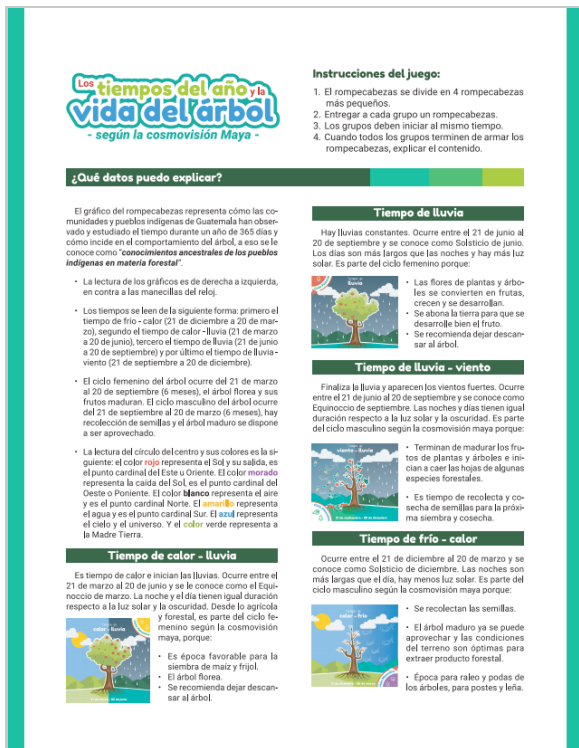 Los tiempos del año y la
vida del árbol
- según la cosmovisión Maya -
Instrucciones del juego:
1. El rompecabezas se divide en 4 rompecabezas
más pequeños.
2. Entregar a cada grupo un rompecabezas.
3. Los grupos deben iniciar al mismo tiempo.
4. Cuando todos los grupos terminen de armar los
rompecabezas, explicar el contenido.
¿Qué datos puedo explicar?
El gráfico del rompecabezas representa cómo las co-
munidades y pueblos indígenas de Guatemala han obser-
vado y estudiado el tiempo durante un año de 365 días y
cómo incide en el comportamiento del árbol, a eso se le
conoce como "conocimientos ancestrales de los pueblos
indígenas en materia forestal".
• La lectura de los gráficos es de derecha a izquierda,
en contra a las manecillas del reloj.
• Los tiempos se leen de la siguiente forma: primero el
tiempo de frío - calor (21 de diciembre a 20 de mar-
zo), segundo el tiempo de calor - lluvia (21 de marzo
a 20 de junio), tercero el tiempo de lluvia (21 de junio
a 20 de septiembre) y por último el tiempo de lluvia -
viento (21 de septiembre a 20 de diciembre).
• El ciclo femenino del árbol ocurre del 21 de marzo
al 20 de septiembre (6 meses), el árbol florea y sus
frutos maduran. El ciclo masculino del árbol ocurre
del 21 de septiembre al 20 de marzo (6 meses), hay
recolección de semillas y el árbol maduro se dispone
a ser aprovechado.
• La lectura del círculo del centro y sus colores es la si-
guiente: el color rojo representa el Sol y su salida, es
el punto cardinal del Este u Oriente. El color morado
representa la caída del Sol, es el punto cardinal del
Oeste o Poniente. El color blanco representa el aire
y es el punto cardinal Norte. El amarillo representa
el agua y es el punto cardinal Sur. El azul representa
el cielo y el universo. Y el color verde representa a
la Madre Tierra.
Tiempo de calor - lluvia
Es tiempo de calor e inician las lluvias. Ocurre entre el
21 de marzo al 20 de junio y se le conoce como el Equi-
noccio de marzo. La noche y el día tienen igual duración
respecto a la luz solar y la oscuridad. Desde lo agrícola
y forestal, es parte del ciclo fe-
menino según la cosmovisión
maya, porque:
calor - lluvia
• Es época favorable para la
siembra de maíz y frijol.
• El árbol florea.
• Se recomienda dejar descan-
sar al árbol.
Tiempo de lluvia
Hay lluvias constantes. Ocurre entre el 21 de junio al
20 de septiembre y se conoce como Solsticio de junio.
Los días son más largos que las noches y hay más luz
solar. Es parte del ciclo femenino porque:
lluvia
• Las flores de plantas y árbo-
les se convierten en frutas,
crecen y se desarrollan.
• Se abona la tierra para que se
desarrolle bien el fruto.
• Se recomienda dejar descan-
sar al árbol.
Tiempo de lluvia - viento
Finaliza la lluvia y aparecen los vientos fuertes. Ocurre
entre el 21 de junio al 20 de septiembre y se conoce como
Equinoccio de septiembre. Las noches y días tienen igual
duración respecto a la luz solar y la oscuridad. Es parte
del ciclo masculino según la cosmovisión maya porque:
viento - lluvia
• Terminan de madurar los fru-
tos de plantas y árboles e ini-
cian a caer las hojas de algunas
especies forestales.
• Es tiempo de recolecta y co-
secha de semillas para la próxi-
ma siembra y cosecha.
Tiempo de frío - calor
Ocurre entre el 21 de diciembre al 20 de marzo y se
conoce como Solsticio de diciembre. Las noches son
más largas que el día, hay menos luz solar. Es parte del
ciclo masculino según la cosmovisión maya porque:
calor - frío
• Se recolectan las semillas.
• El árbol maduro ya se puede
aprovechar y las condiciones
del terreno son óptimas para
extraer producto forestal.
• Época para raleo y podas de
los árboles, para postes y leña.